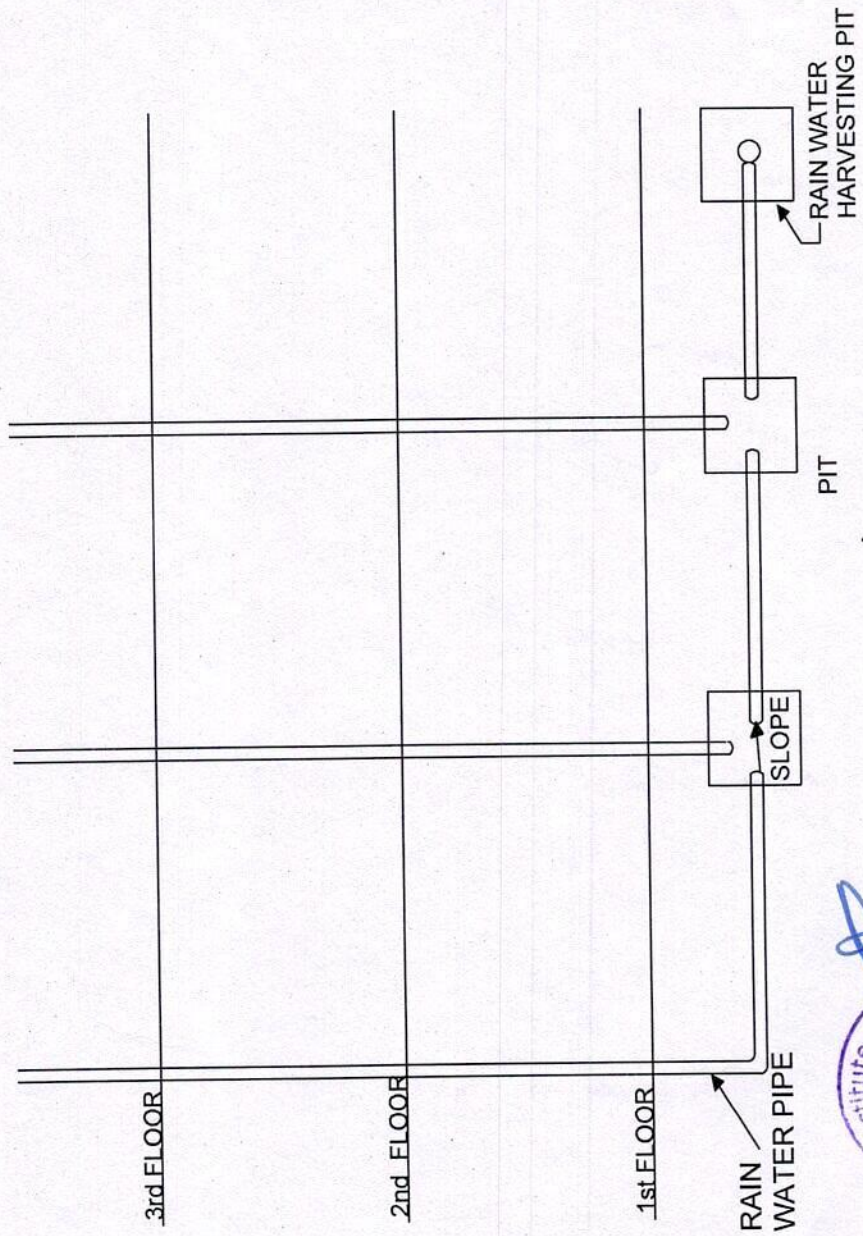 3rd FLOOR
2nd FLOOR
1st FLOOR
SLOPE
RAIN
WATER PIPE
PIT
RAIN WATER
HARVESTING PIT